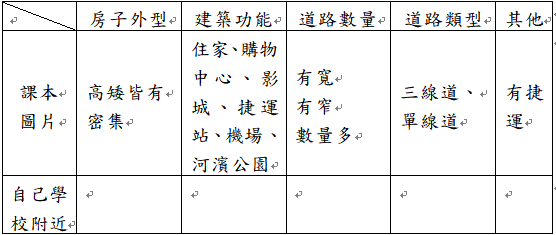 房子外型 建築功能 道路數量 道路類型 其他
課本圖片 高矮皆有密集 住家、購物中心、影城、捷運站、機場、河濱公園 有寬有窄數量多 三線道、單線道 有捷運
自己學校附近